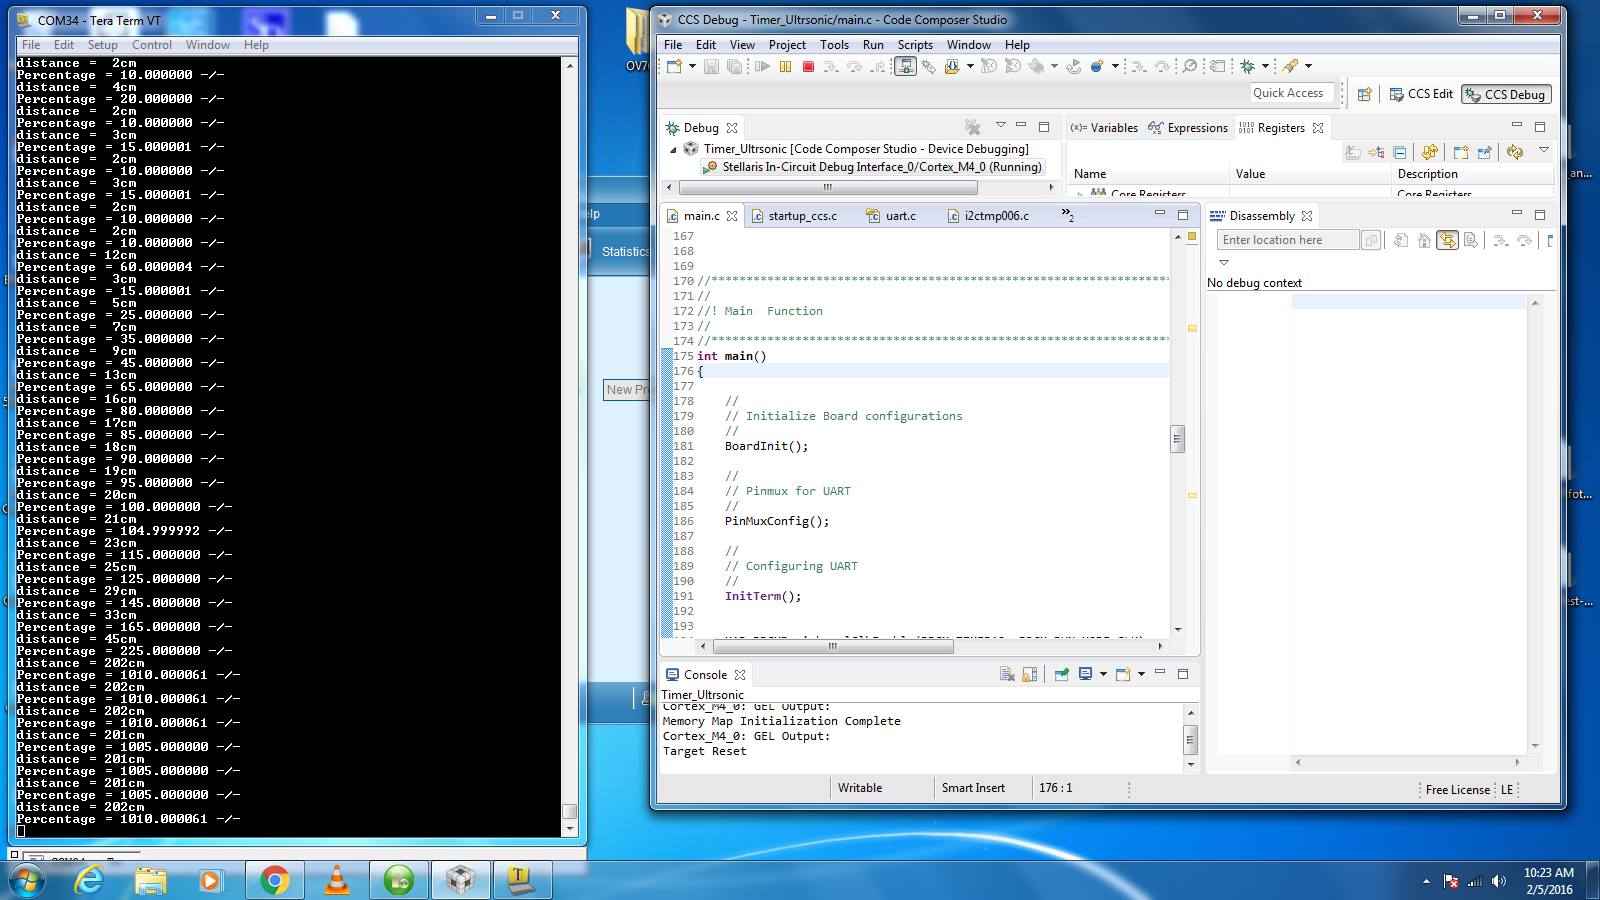 COM34 - Tera Term VT
File Edit Setup Control Window Help
distance =  2cm
Percentage = 10.000000 -/-
distance =  4cm
Percentage = 20.000000 -/-
distance =  2cm
Percentage = 10.000000 -/-
distance =  3cm
Percentage = 15.000001 -/-
distance =  2cm
Percentage = 10.000000 -/-
distance =  3cm
Percentage = 15.000001 -/-
distance =  2cm
Percentage = 10.000000 -/-
distance =  2cm
Percentage = 10.000000 -/-
distance = 12cm
Percentage = 60.000004 -/-
distance =  3cm
Percentage = 15.000001 -/-
distance =  5cm
Percentage = 25.000000 -/-
distance =  7cm
Percentage = 35.000000 -/-
distance =  9cm
Percentage = 45.000000 -/-
distance = 13cm
Percentage = 65.000000 -/-
distance = 16cm
Percentage = 80.000000 -/-
distance = 17cm
Percentage = 85.000000 -/-
distance = 18cm
Percentage = 90.000000 -/-
distance = 19cm
Percentage = 95.000000 -/-
distance = 20cm
Percentage = 100.000000 -/-
distance = 21cm
Percentage = 104.999992 -/-
distance = 23cm
Percentage = 115.000000 -/-
distance = 25cm
Percentage = 125.000000 -/-
distance = 29cm
Percentage = 145.000000 -/-
distance = 33cm
Percentage = 165.000000 -/-
distance = 45cm
Percentage = 225.000000 -/-
distance = 202cm
Percentage = 1010.000061 -/-
distance = 202cm
Percentage = 1010.000061 -/-
distance = 202cm
Percentage = 1010.000061 -/-
distance = 201cm
Percentage = 1005.000000 -/-
distance = 201cm
Percentage = 1005.000000 -/-
distance = 201cm
Percentage = 1005.000000 -/-
distance = 202cm
Percentage = 1010.000061 -/-
Statistics
CCS Debug - Timer_Ultrsonic/main.c - Code Composer Studio
File Edit View Project Tools Run Scripts Window Help
Quick Access
CCS Edit
CCS Debug
Debug
Timer_Ultrsonic [Code Composer Studio - Device Debugging]
Stellaris In-Circuit Debug Interface_0/Cortex_M4_0 (Running)
(x)= Variables Expressions Registers
Name Value Description
Core Registers Core Registers
main.c startup_ccs.c uart.c i2ctmp006.c »2
167
168
169
170 //*****************************************************************
171 //
172 //! Main  Function
173 //
174 //*****************************************************************
175 int main()
176 {
177
178 //
179 // Initialize Board configurations
180 //
181 BoardInit();
182
183 //
184 // Pinmux for UART
185 //
186 PinMuxConfig();
187
188 //
189 // Configuring UART
190 //
191 InitTerm();
192
193
Disassembly
Enter location here
No debug context
Console
Timer_Ultrsonic
Cortex_M4_0: GEL Output:
Memory Map Initialization Complete
Cortex_M4_0: GEL Output:
Target Reset
Writable Smart Insert 176 : 1
Free License LE
10:23 AM
2/5/2016